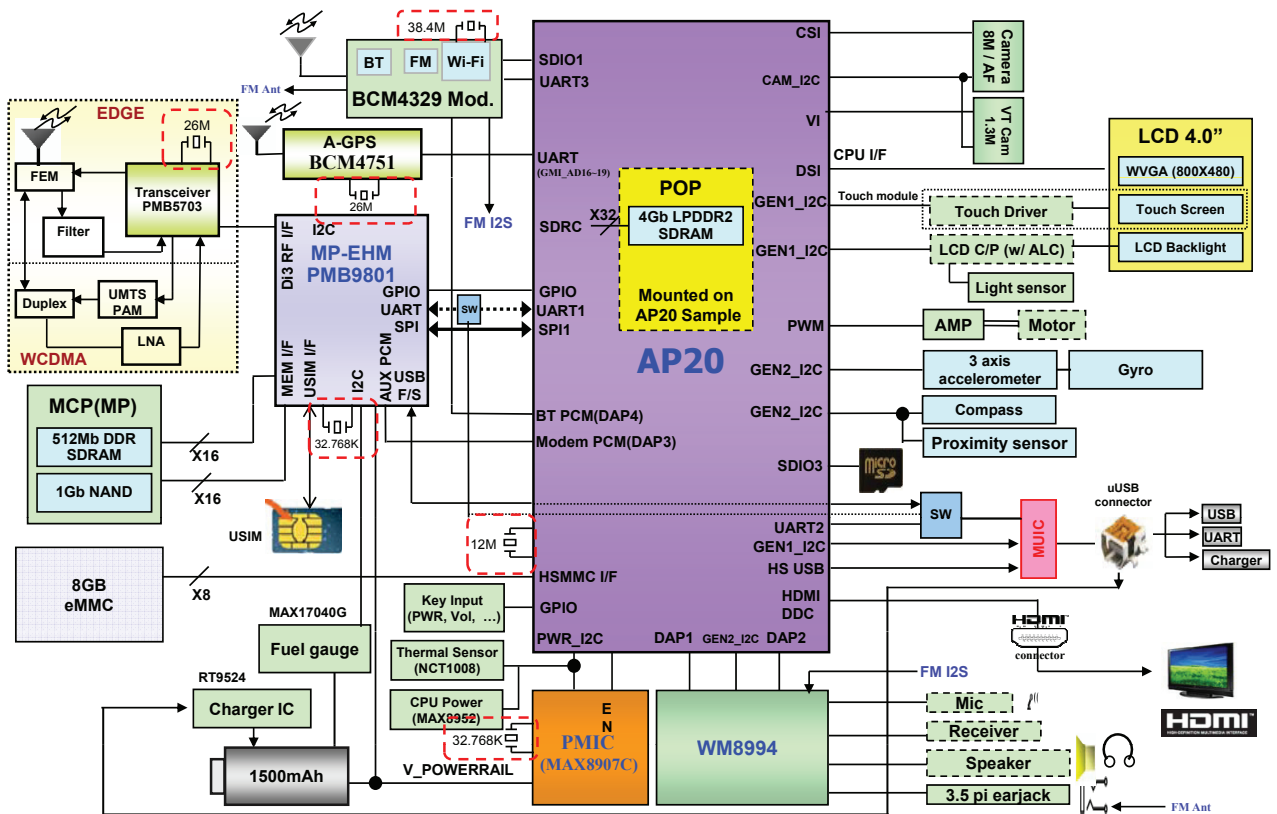 38.4M
BT
FM
Wi-Fi
BCM4329 Mod.
FM Ant
SDIO1
UART3
EDGE
26M
FEM
Transceiver
PMB5703
Filter
Duplex
UMTS
PAM
LNA
WCDMA
A-GPS
BCM4751
26M
UART
(GMI_AD16~19)
FM I2S
X32
SDRC
POP
4Gb LPDDR2
SDRAM
Mounted on
AP20 Sample
AP20
I2C
MP-EHM
PMB9801
Di3 RF I/F
GPIO
UART
SPI
SW
GPIO
UART1
SPI1
MEM I/F
USIM I/F
I2C
AUX PCM
USB
F/S
32.768K
MCP(MP)
512Mb DDR
SDRAM
1Gb NAND
X16
X16
USIM
BT PCM(DAP4)
Modem PCM(DAP3)
12M
8GB
eMMC
X8
HSMMC I/F
GPIO
Key Input
(PWR, Vol, …)
PWR_I2C
DAP1
GEN2_I2C
DAP2
MAX17040G
Fuel gauge
Thermal Sensor
(NCT1008)
CPU Power
(MAX8952)
RT9524
Charger IC
32.768K
1500mAh
V_POWERRAIL
E
N
PMIC
(MAX8907C)
WM8994
FM I2S
Mic
Receiver
Speaker
3.5 pi earjack
FM Ant
CSI
CAM_I2C
VI
Camera
8M / AF
VT Cam
1.3M
CPU I/F
DSI
LCD 4.0”
WVGA (800X480)
GEN1_I2C
Touch module
Touch Driver
Touch Screen
GEN1_I2C
LCD C/P (w/ ALC)
LCD Backlight
Light sensor
PWM
AMP
Motor
GEN2_I2C
3 axis
accelerometer
Gyro
GEN2_I2C
Compass
Proximity sensor
SDIO3
micro
SD
UART2
GEN1_I2C
HS USB
SW
MUIC
uUSB
connector
USB
UART
Charger
HDMI
DDC
HDMI
connector
HDMI
HIGH-DEFINITION MULTIMEDIA INTERFACE